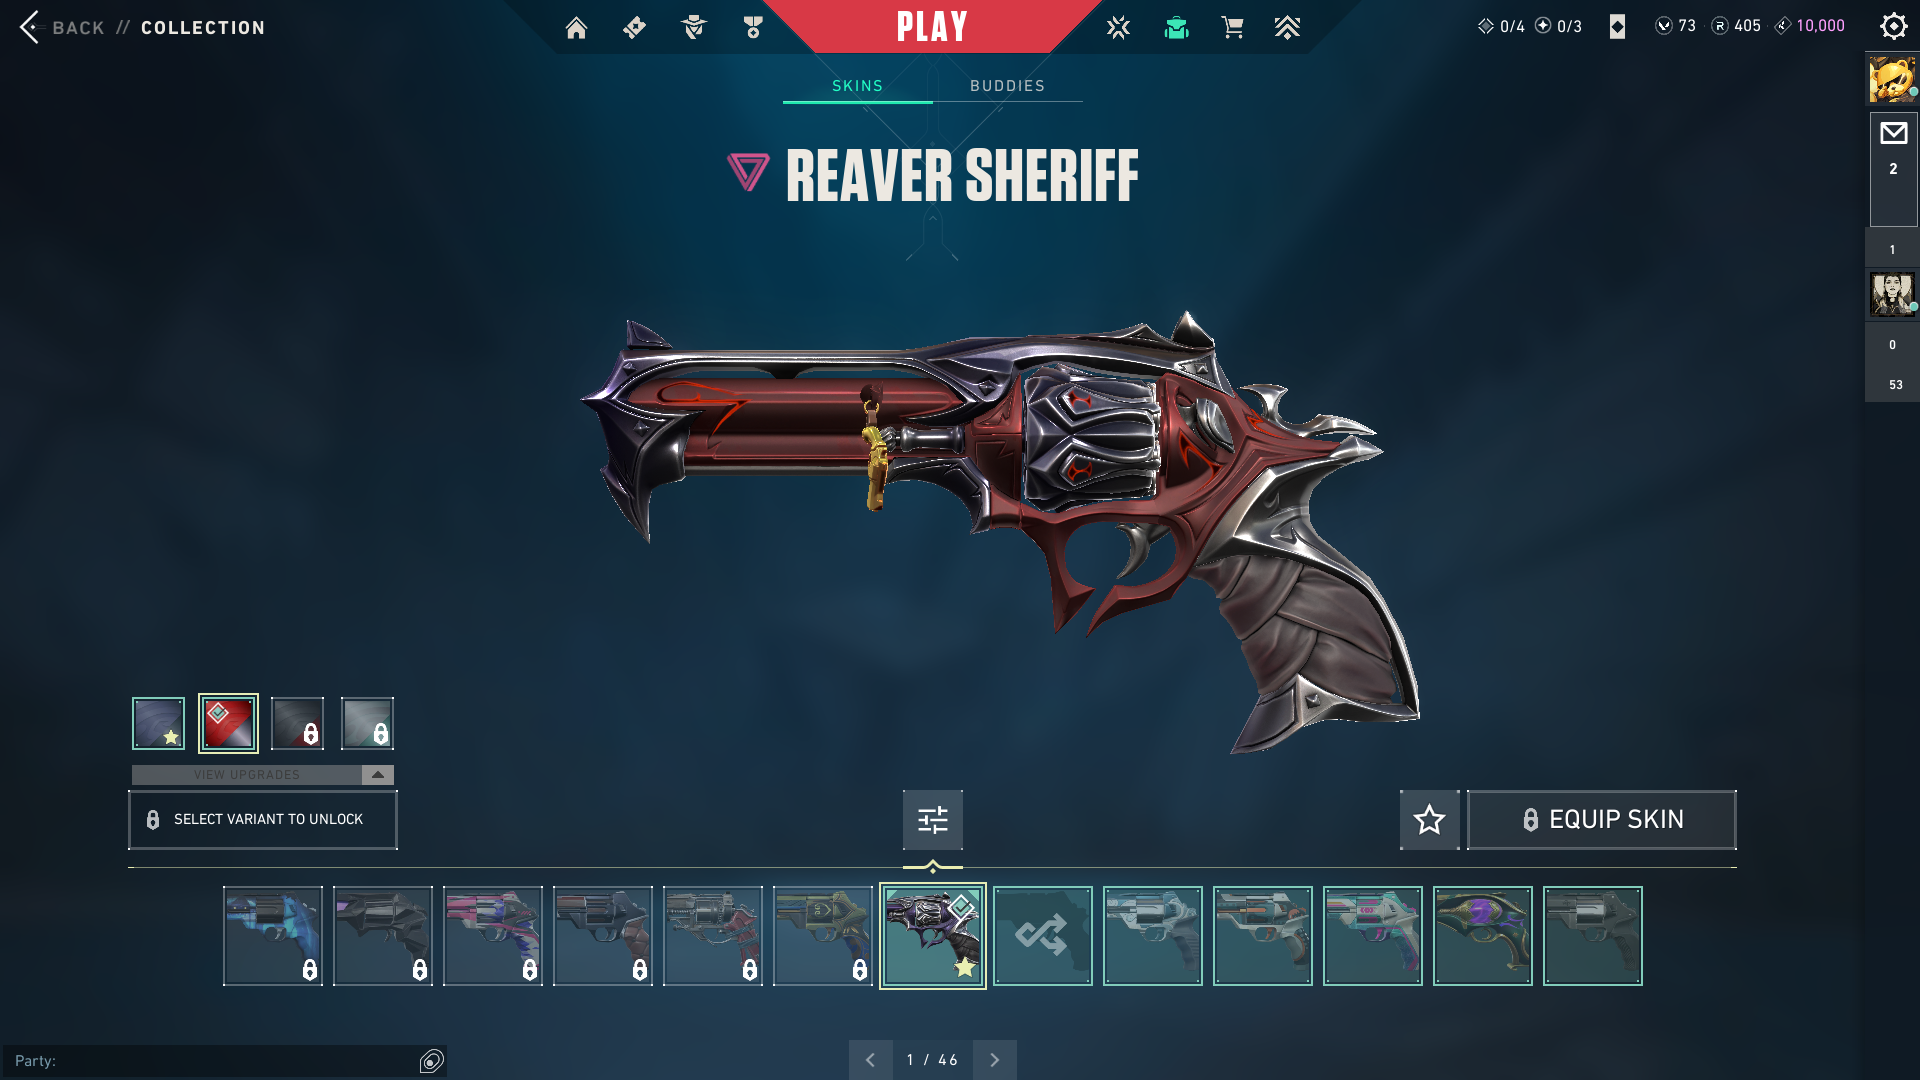 BACK // COLLECTION
PLAY
0/4 0/3
73 R 405 10,000
SKINS BUDDIES
REAVER SHERIFF
2
1
0
53
VIEW UPGRADES
SELECT VARIANT TO UNLOCK
EQUIP SKIN
Party:
1 / 46